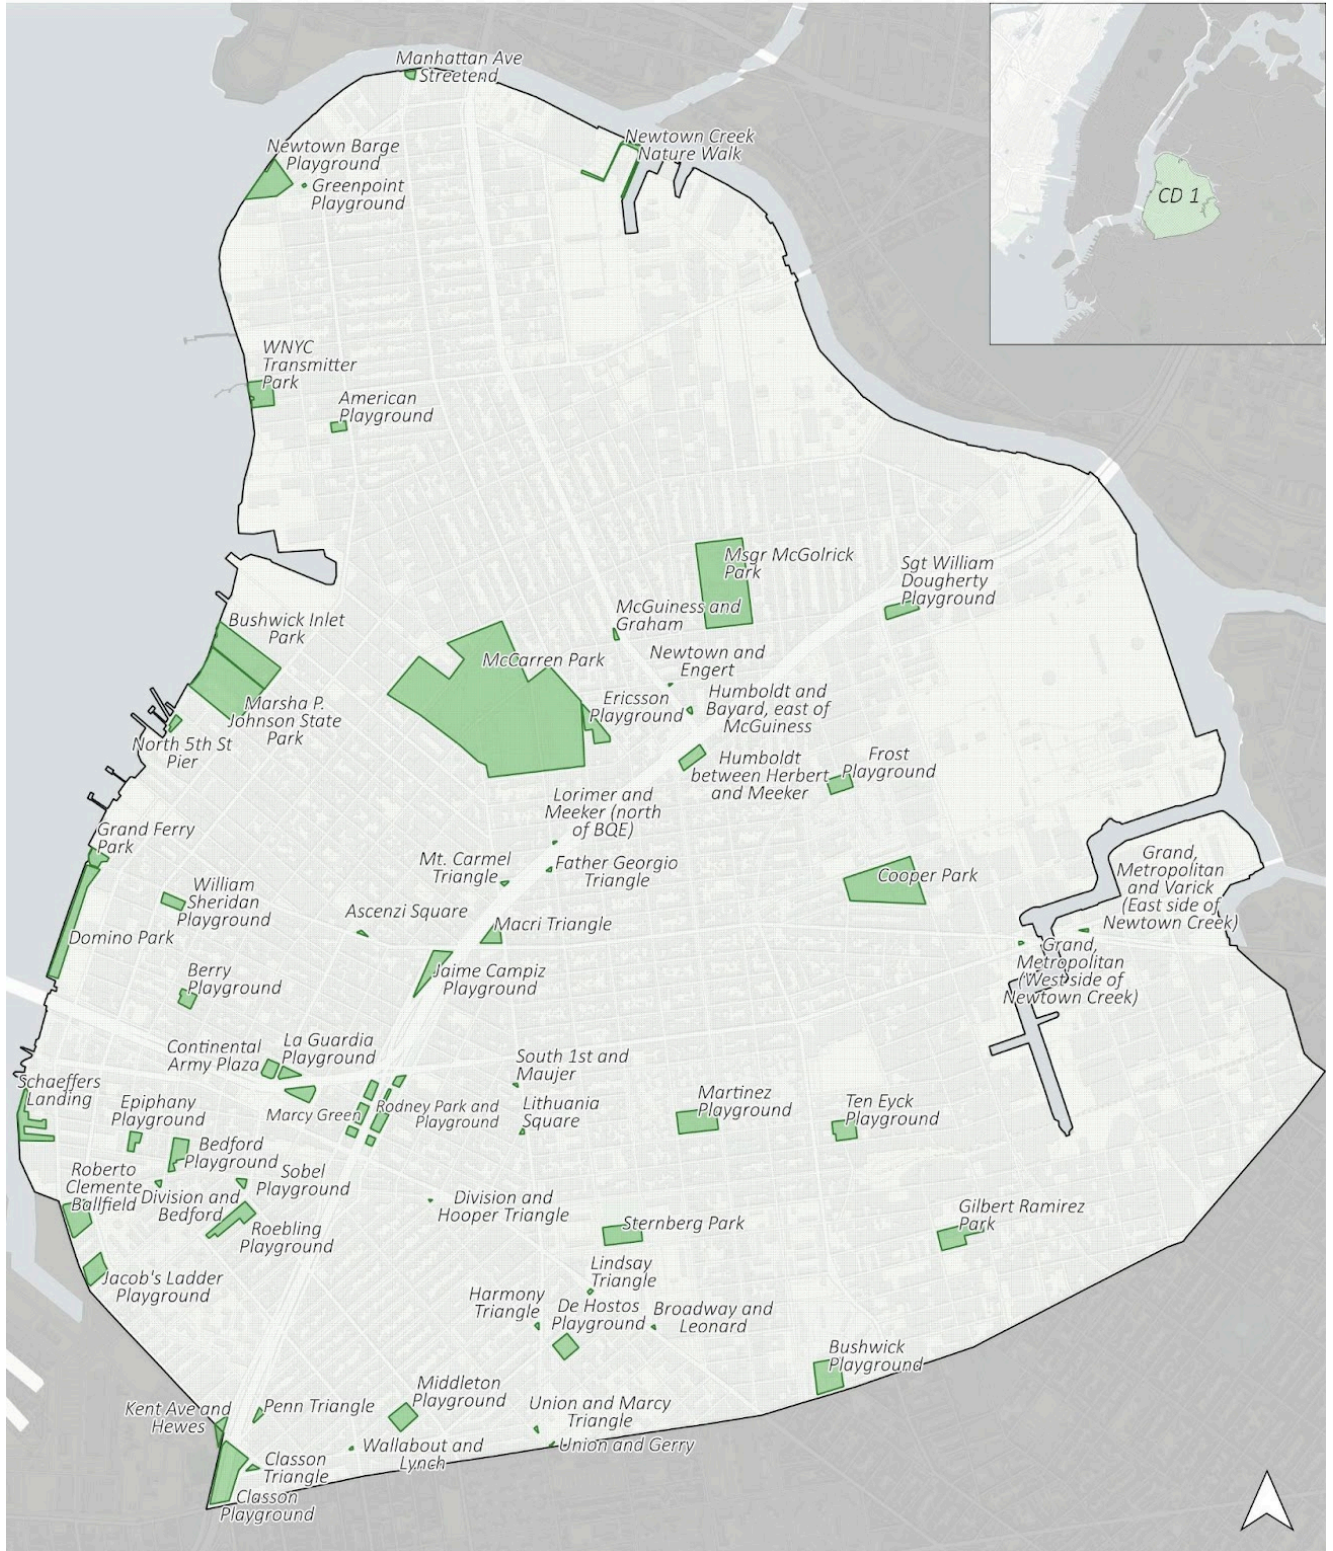 Manhattan Ave
Streetend
Newtown Barge
Playground
Greenpoint
Playground
Newtown Creek
Nature Walk
CD 1
WNYC
Transmitter
Park
American
Playground
Msgr McGolrick
Park
Sgt William
Dougherty
Playground
McGuiness and
Graham
Bushwick Inlet
Park
McCarren Park
Newtown and
Engert
Ericsson
Playground
Humboldt and
Bayard, east of
McGuiness
Marsha P.
Johnson State
Park
North 5th St
Pier
Humboldt
between Herbert
and Meeker
Frost
Playground
Lorimer and
Meeker (north
of BQE)
Grand Ferry
Park
Mt. Carmel
Triangle
Father Georgio
Triangle
Cooper Park
Grand,
Metropolitan
and Varick
(East side of
Newtown Creek)
William
Sheridan
Playground
Ascenzi Square
Macri Triangle
Domino Park
Grand,
Metropolitan
(West side of
Newtown Creek)
Berry
Playground
Jaime Campiz
Playground
Continental
Army Plaza
La Guardia
Playground
South 1st and
Maujer
Schaeffers
Landing
Epiphany
Playground
Marcy Green
Rodney Park and
Playground
Lithuania
Square
Martinez
Playground
Ten Eyck
Playground
Bedford
Playground
Roberto
Clemente
Ballfield
Division and
Bedford
Sobel
Playground
Roebling
Playground
Division and
Hooper Triangle
Sternberg Park
Gilbert Ramirez
Park
Jacob's Ladder
Playground
Lindsay
Triangle
Harmony
Triangle
De Hostos
Playground
Broadway and
Leonard
Bushwick
Playground
Kent Ave and
Hewes
Penn Triangle
Middleton
Playground
Union and Marcy
Triangle
Union and Gerry
Wallabout and
Lynch
Classon
Triangle
Classon
Playground